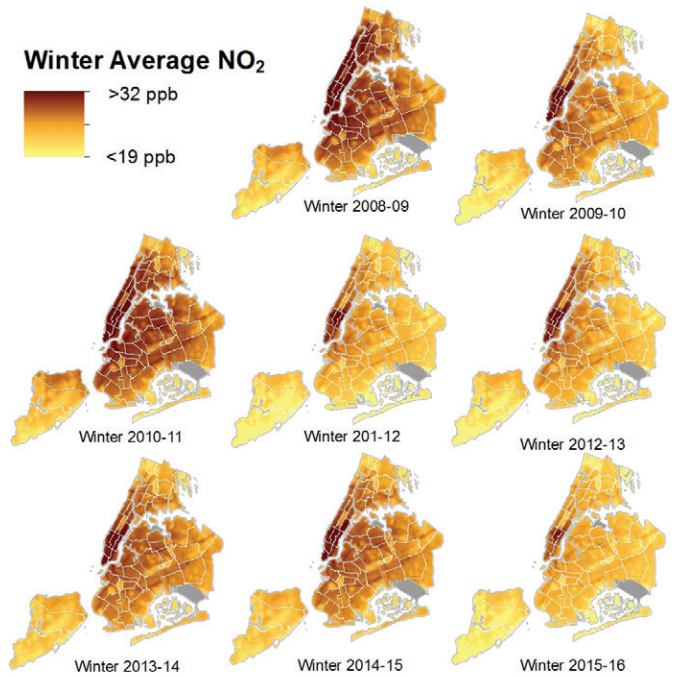 Winter Average NO₂
>32 ppb
<19 ppb
Winter 2008-09
Winter 2009-10
Winter 2010-11
Winter 201-12
Winter 2012-13
Winter 2013-14
Winter 2014-15
Winter 2015-16